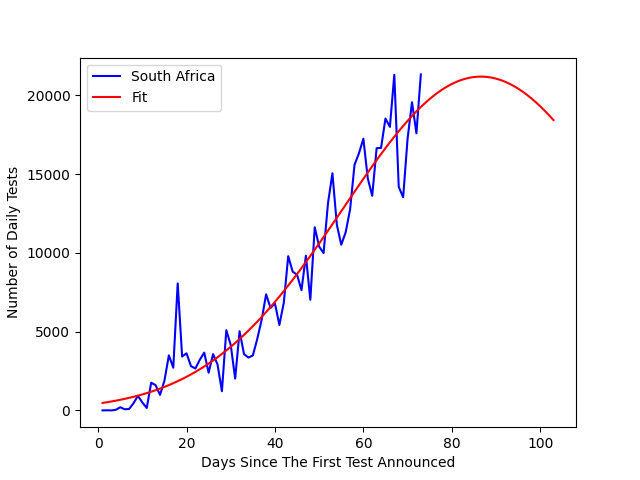 South Africa
Fit
Number of Daily Tests
20000
15000
10000
5000
0
0 20 40 60 80 100
Days Since The First Test Announced